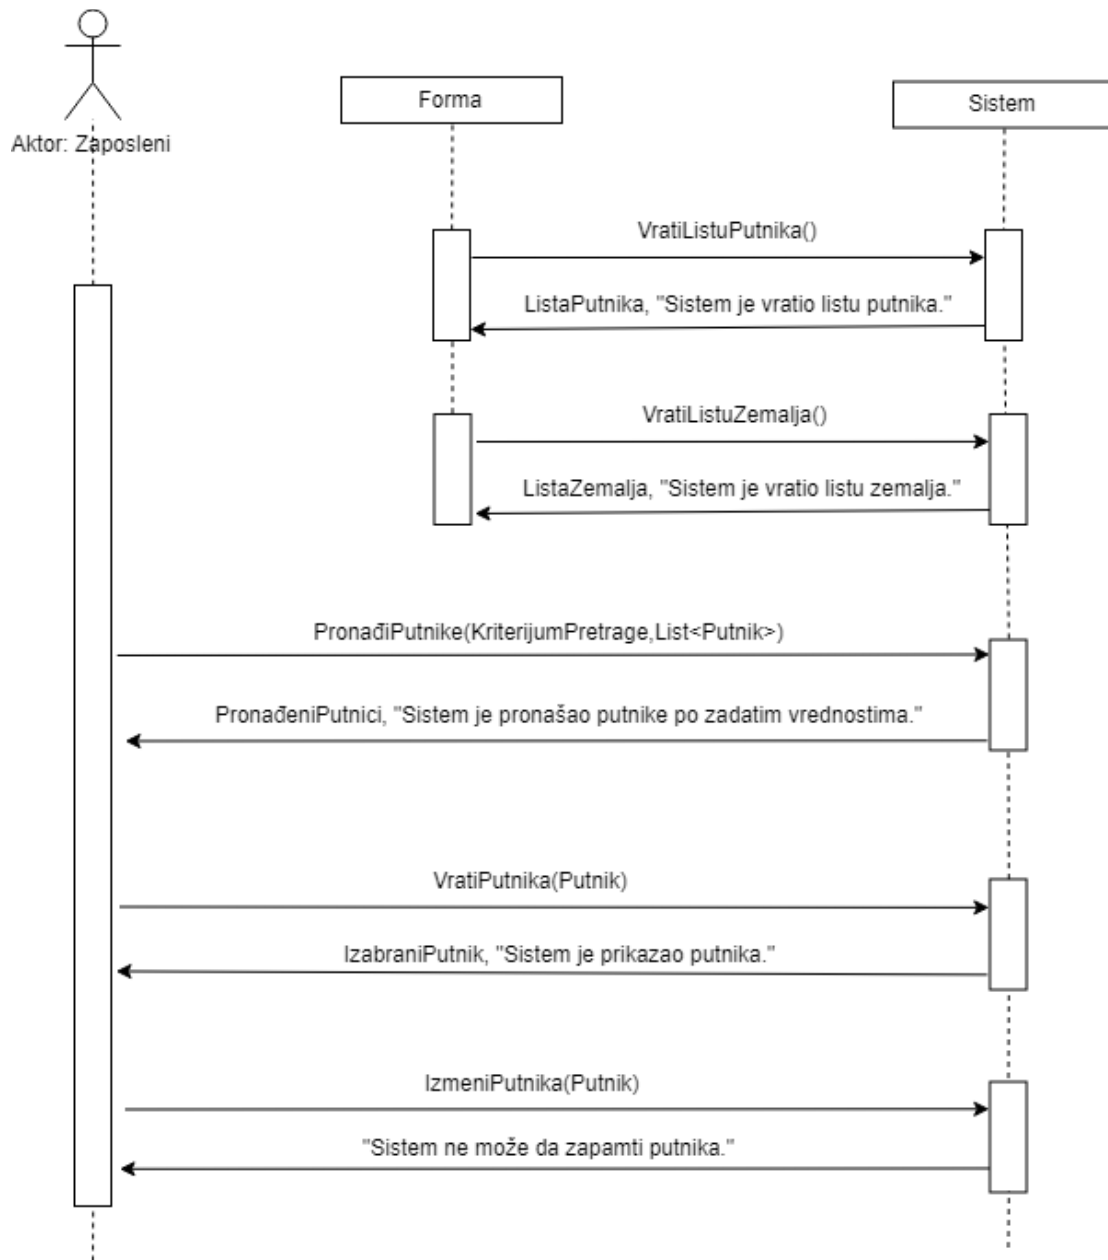 Aktor: Zaposleni
Forma
Sistem
VratiListuPutnika()
ListaPutnika, "Sistem je vratio listu putnika."
VratiListuZemalja()
ListaZemalja, "Sistem je vratio listu zemalja."
PronađiPutnike(KriterijumPretrage,List<Putnik>)
PronađeniPutnici, "Sistem je pronašao putnike po zadatim vrednostima."
VratiPutnika(Putnik)
IzabraniPutnik, "Sistem je prikazao putnika."
IzmeniPutnika(Putnik)
"Sistem ne može da zapamti putnika."